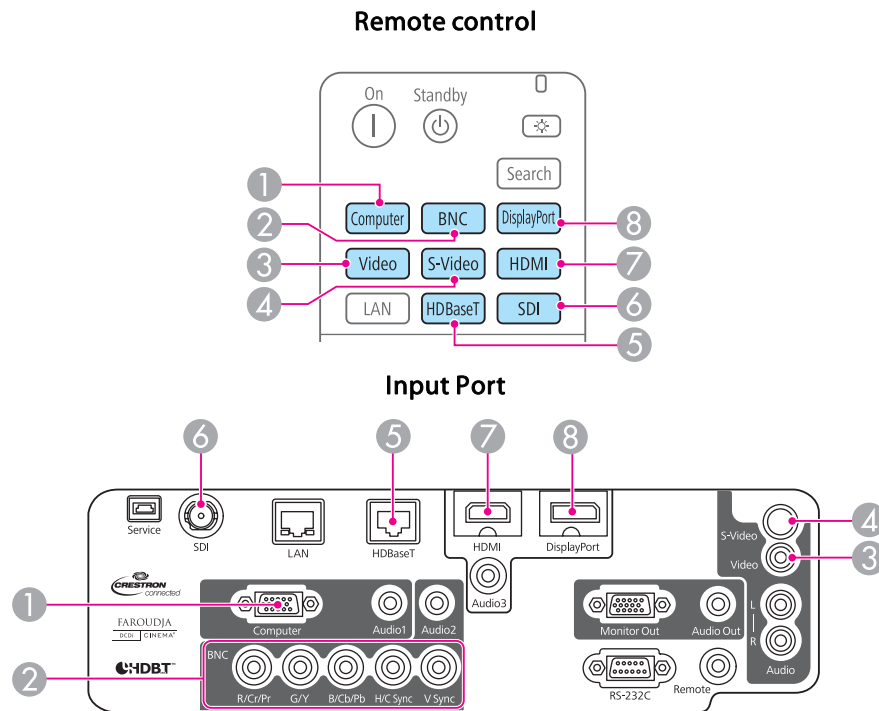 Remote control
On Standby
Search
1
Computer BNC DisplayPort
2 8
3 Video S-Video HDMI 7
4 6
LAN HDBaseT SDI
5
Input Port
6 5 7 8
4
S-Video
Service SDI LAN HDBaseT HDMI DisplayPort
Video 3
CRESTRON
connected
Audio3
1
FAROUDJA
DCDi CINEMA
Computer Audio1 Audio2 Monitor Out Audio Out
L
R
Audio
HDBT™
BNC
2
R/Cr/Pr G/Y B/Cb/Pb H/C Sync V Sync
RS-232C Remote